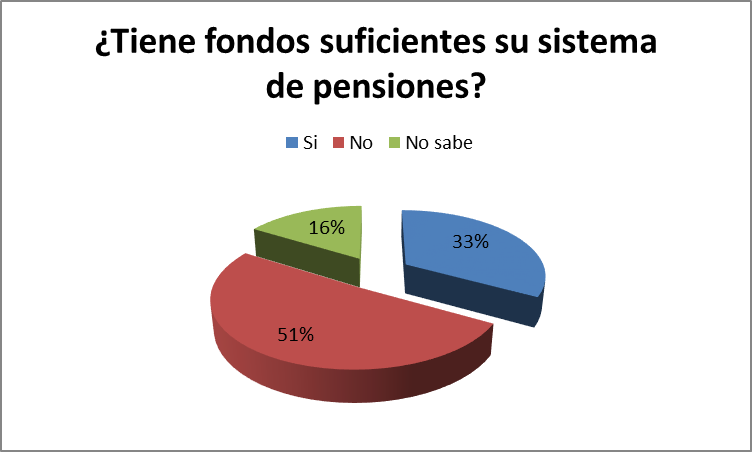 ¿Tiene fondos suficientes su sistema
de pensiones?
Si No No sabe
16%
33%
51%